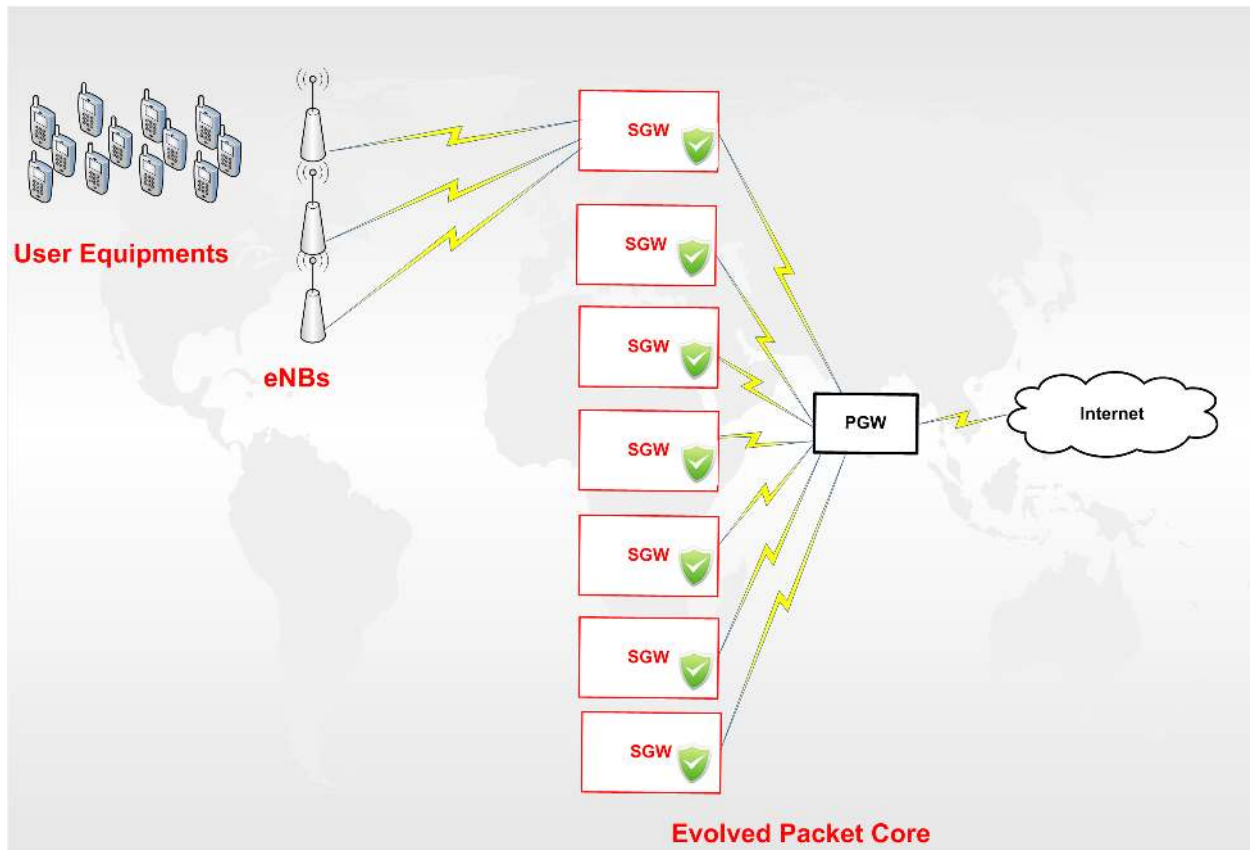 SGW
SGW
User Equipments
SGW
eNBs
SGW
PGW
Internet
SGW
SGW
SGW
Evolved Packet Core